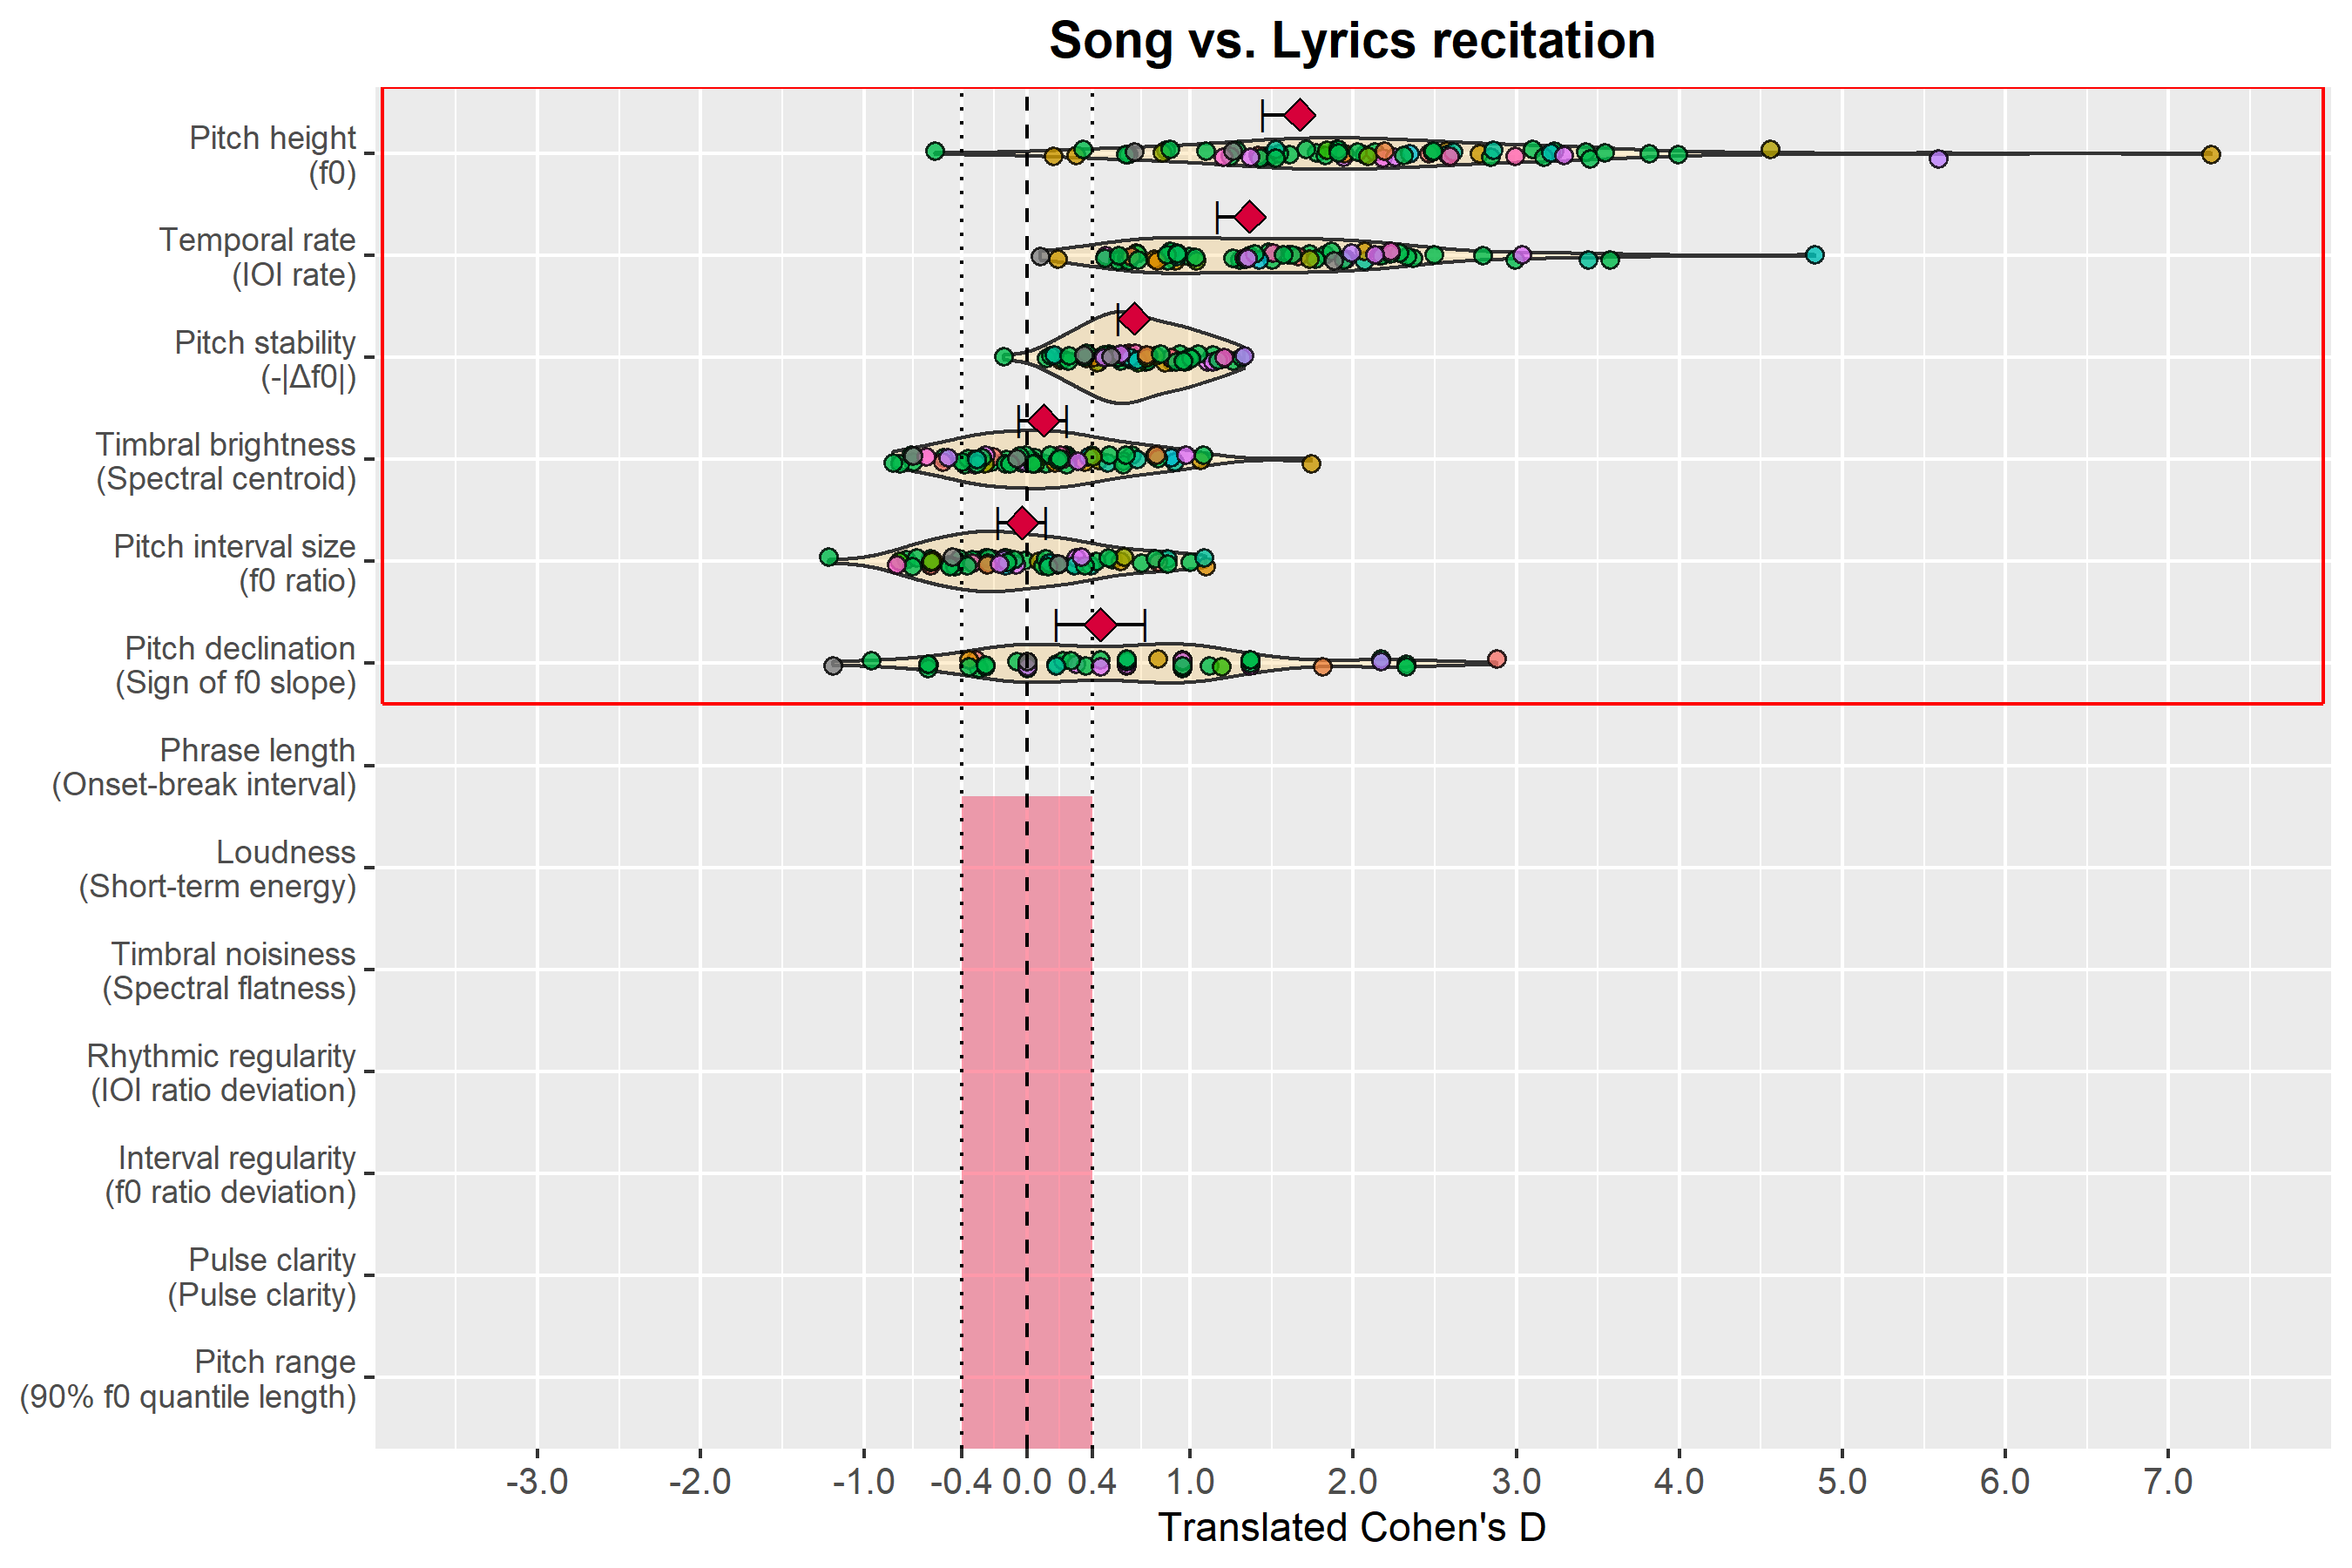 Song vs. Lyrics recitation
Pitch height
(f0)
Temporal rate
(IOI rate)
Pitch stability
(-|Δf0|)
Timbral brightness
(Spectral centroid)
Pitch interval size
(f0 ratio)
Pitch declination
(Sign of f0 slope)
Phrase length
(Onset-break interval)
Loudness
(Short-term energy)
Timbral noisiness
(Spectral flatness)
Rhythmic regularity
(IOI ratio deviation)
Interval regularity
(f0 ratio deviation)
Pulse clarity
(Pulse clarity)
Pitch range
(90% f0 quantile length)
-3.0 -2.0 -1.0 -0.4 0.0 0.4 1.0 2.0 3.0 4.0 5.0 6.0 7.0
Translated Cohen's D